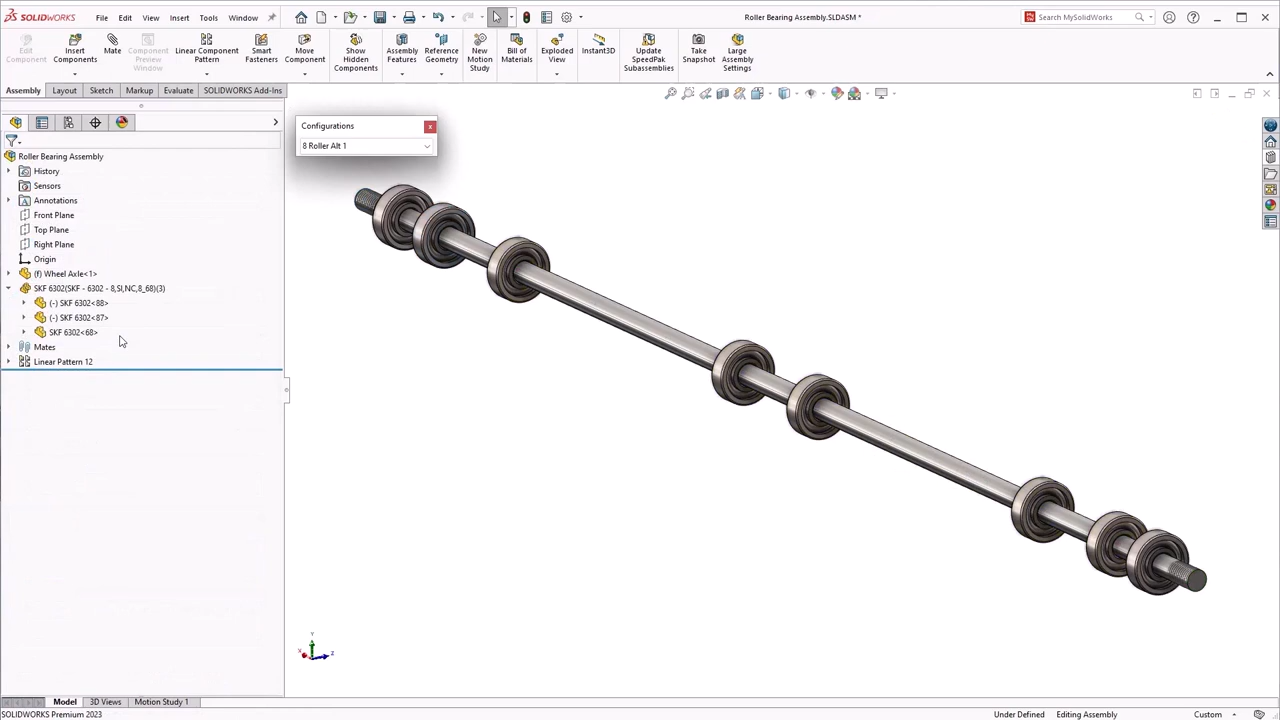 SOLIDWORKS
File Edit View Insert Tools Window
Roller Bearing Assembly.SLDASM *
Search MySolidWorks
Edit Component
Insert Components
Mate
Component Preview Window
Linear Component Pattern
Smart Fasteners
Move Component
Show Hidden Components
Assembly Features
Reference Geometry
New Motion Study
Bill of Materials
Exploded View
Instant3D
Update SpeedPak Subassemblies
Take Snapshot
Large Assembly Settings
Assembly Layout Sketch Markup Evaluate SOLIDWORKS Add-Ins
Configurations
8 Roller Alt 1
Roller Bearing Assembly
History
Sensors
Annotations
Front Plane
Top Plane
Right Plane
Origin
(f) Wheel Axle<1>
SKF 6302(SKF - 6302 - 8,SI,NC,8_68)(3)
(-) SKF 6302<88>
(-) SKF 6302<87>
SKF 6302<68>
Mates
Linear Pattern 12
Y
X
Z
Model 3D Views Motion Study 1
SOLIDWORKS Premium 2023
Under Defined Editing Assembly Custom